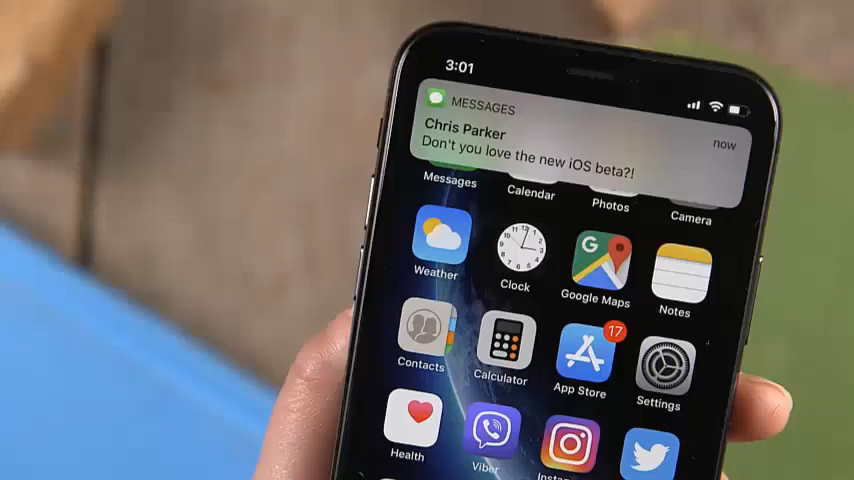 3:01
MESSAGES
now
Chris Parker
Don't you love the new iOS beta?!
Messages
Calendar
Photos
Camera
Weather
Clock
Google Maps
Notes
Contacts
Calculator
17
App Store
Settings
Health
Viber
Insta